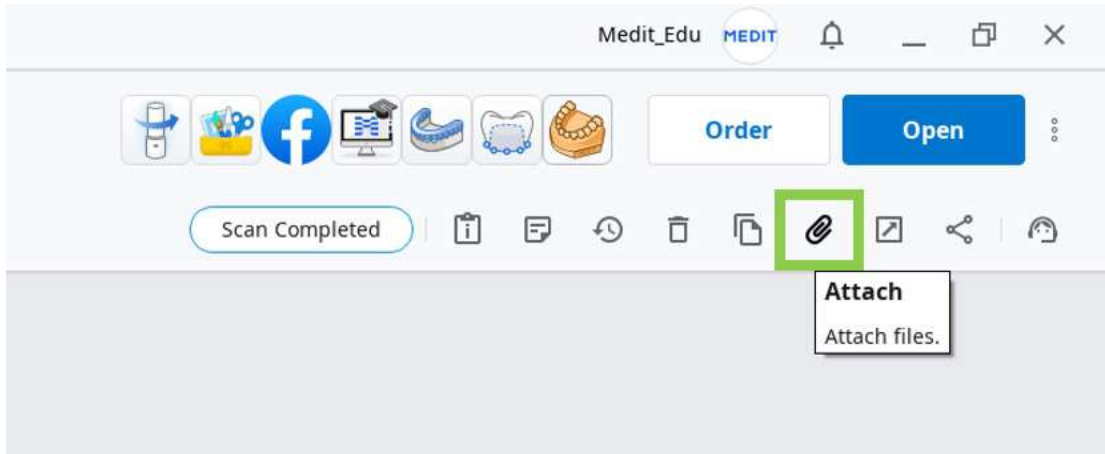 Medit_Edu MEDIT
Order Open
Scan Completed
Attach
Attach files.